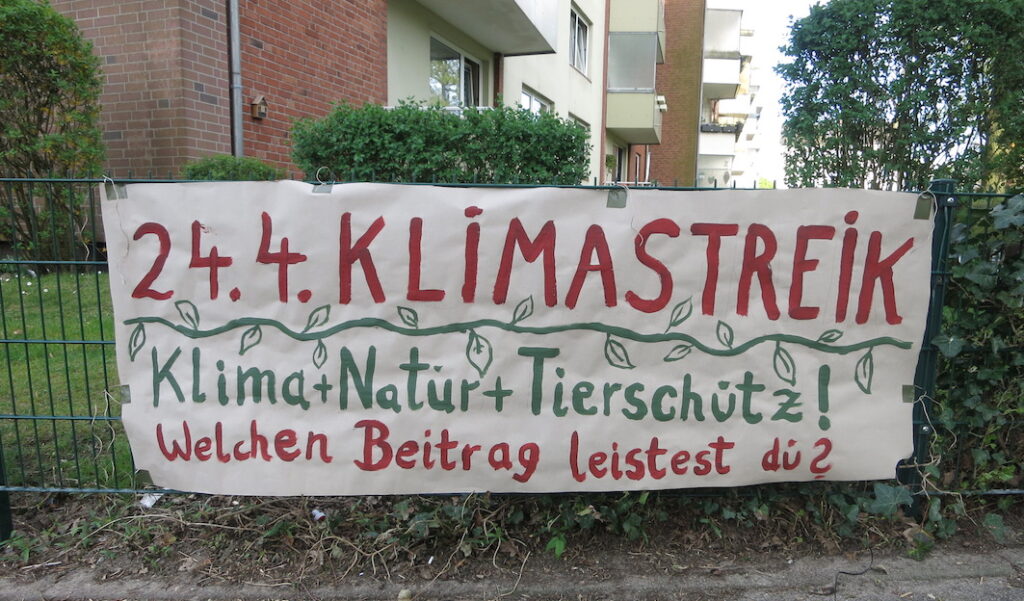 24.4. KLIMASTREIK
Klima+Natur+Tierschutz!
Welchen Beitrag leistest du?